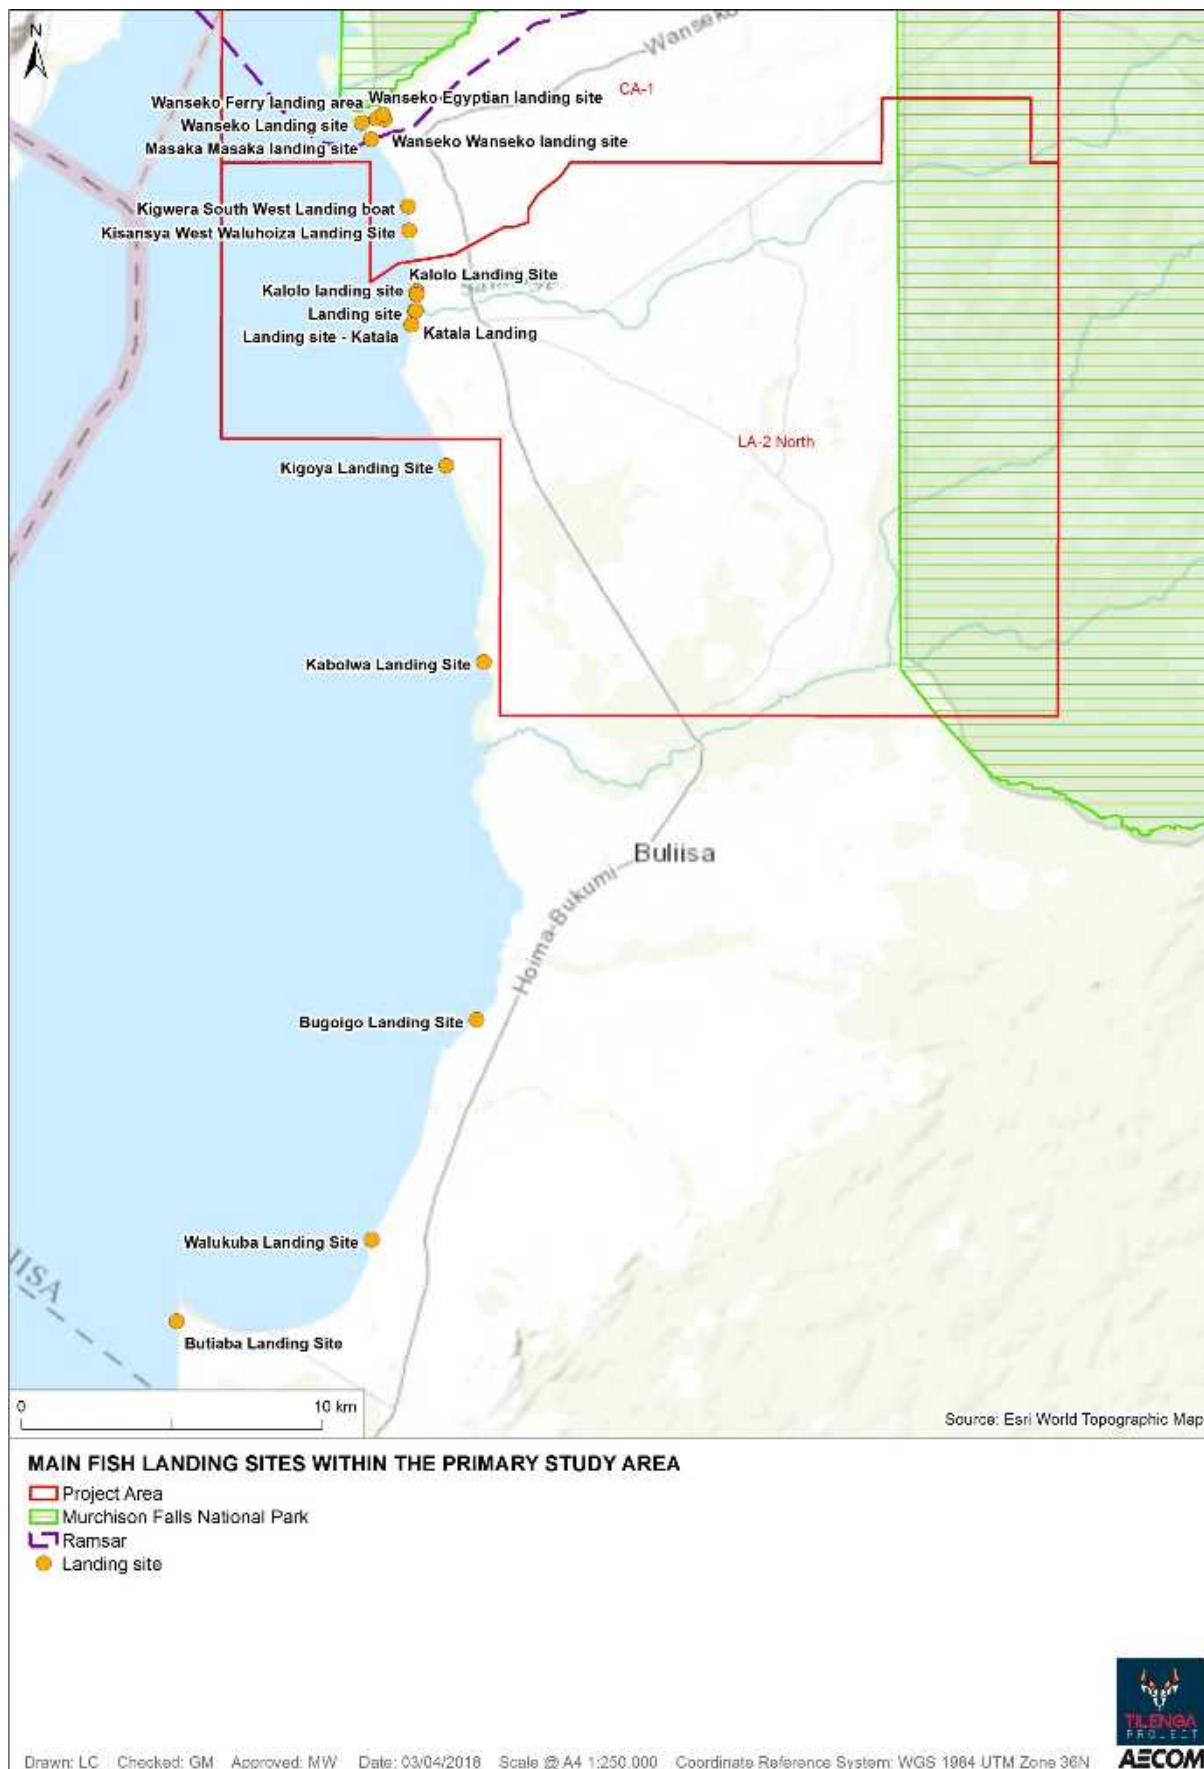 N
Wanseko
CA-1
Wanseko Ferry landing area
Wanseko Egyptian landing site
Wanseko Landing site
Masaka Masaka landing site
Wanseko Wanseko landing site
Kigwera South West Landing boat
Kisansya West Waluhoiza Landing Site
Kalolo Landing Site
Kalolo landing site
Landing site
Landing site - Katala
Katala Landing
LA-2 North
Kigoya Landing Site
Kabolwa Landing Site
Buliisa
Hoima-Bukumi
Bugoigo Landing Site
Walukuba Landing Site
IISA
Butiaba Landing Site
0 10 km
Source: Esri World Topographic Map
MAIN FISH LANDING SITES WITHIN THE PRIMARY STUDY AREA
Project Area
Murchison Falls National Park
Ramsar
Landing site
TILENGA
PROJECT
AECOM
Drawn: LC Checked: GM Approved: MW Date: 03/04/2018 Scale @ A4 1:250,000 Coordinate Reference System: WGS 1984 UTM Zone 36N